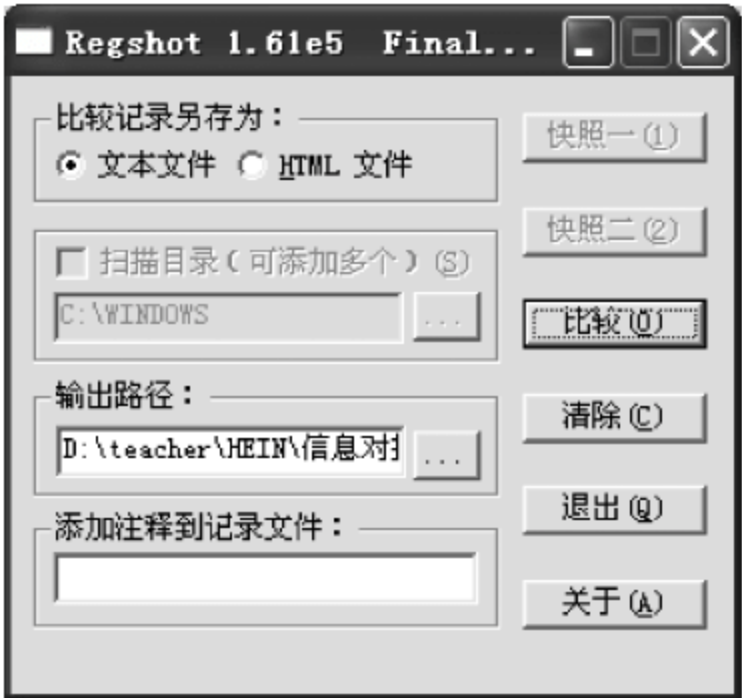 Regshot 1.61e5 Final...
比较记录另存为：
文本文件 HTML 文件
扫描目录（可添加多个）(S)
C:\WINDOWS
...
输出路径：
D:\teacher\HEIN\信息对
...
添加注释到记录文件：
快照一(1)
快照二(2)
比较(O)
清除(C)
退出(Q)
关于(A)